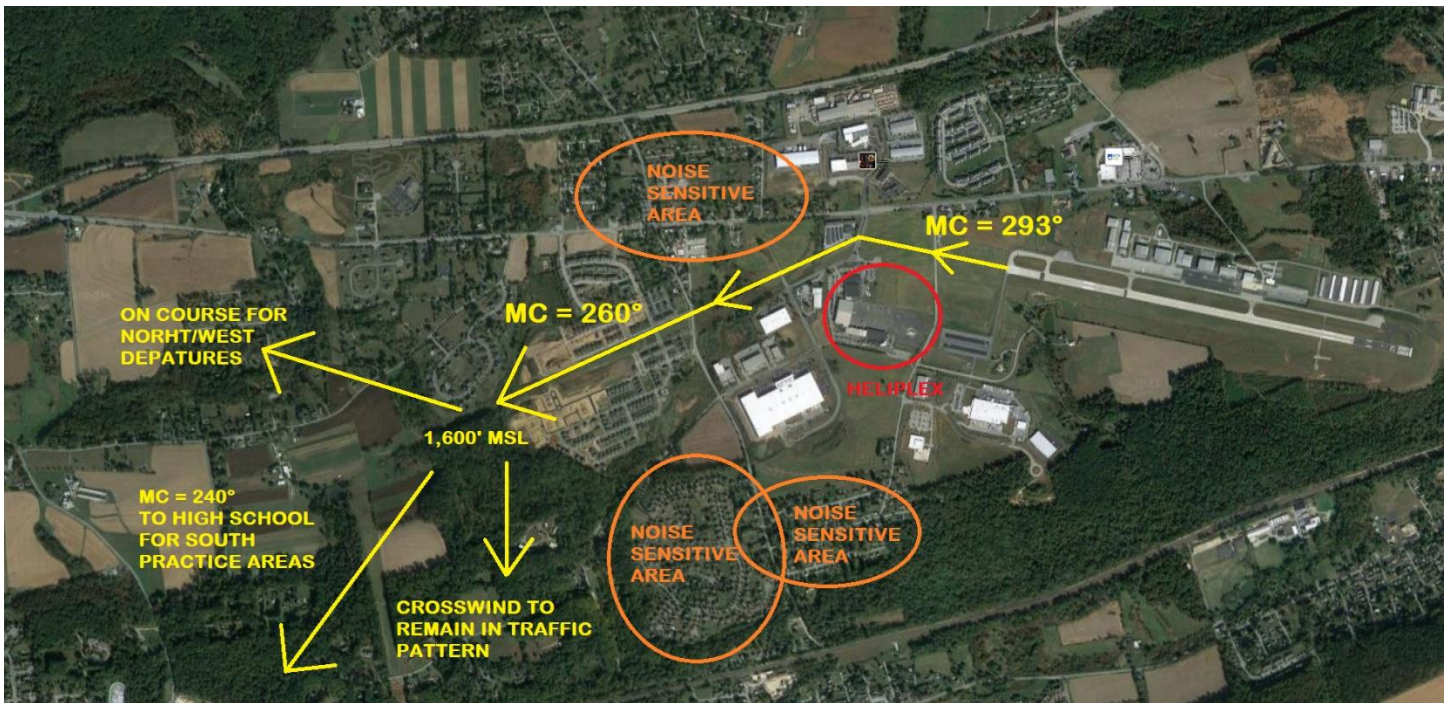 NOISE
SENSITIVE
AREA
MC = 293°
ON COURSE FOR
NORHT/WEST
DEPATURES
MC = 260°
HELIPLEX
1,600' MSL
MC = 240°
TO HIGH SCHOOL
FOR SOUTH
PRACTICE AREAS
CROSSWIND TO
REMAIN IN TRAFFIC
PATTERN
NOISE
SENSITIVE
AREA
NOISE
SENSITIVE
AREA